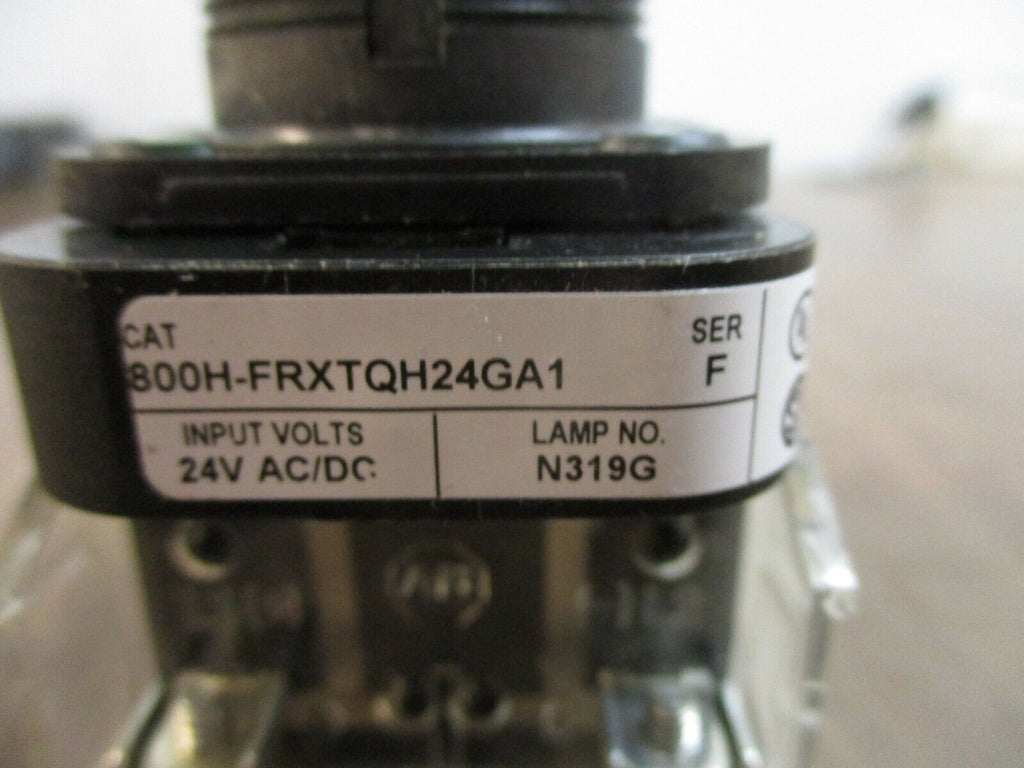 CAT
SER
800H-FRXTQH24GA1
F
INPUT VOLTS
LAMP NO.
24V AC/DC
N319G